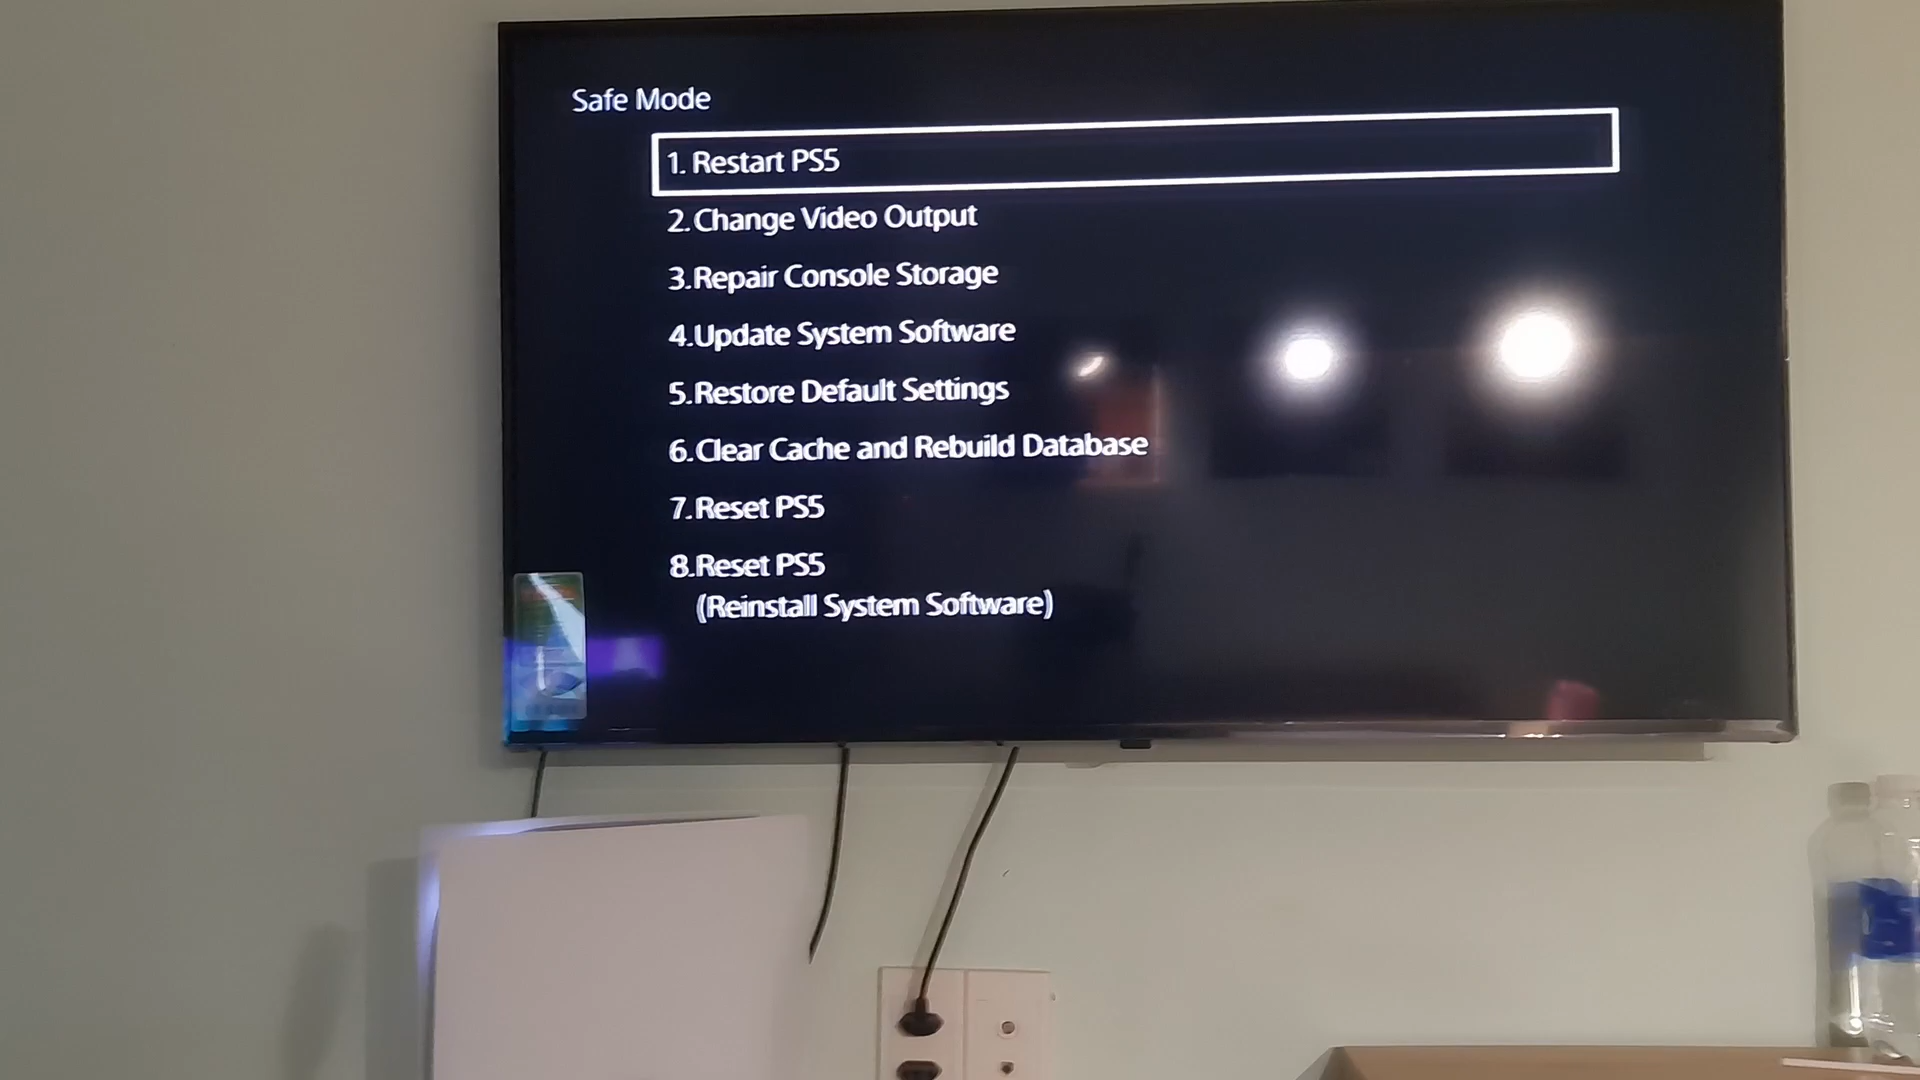 Safe Mode
1. Restart PS5
2. Change Video Output
3. Repair Console Storage
4. Update System Software
5. Restore Default Settings
6. Clear Cache and Rebuild Database
7. Reset PS5
8. Reset PS5
(Reinstall System Software)